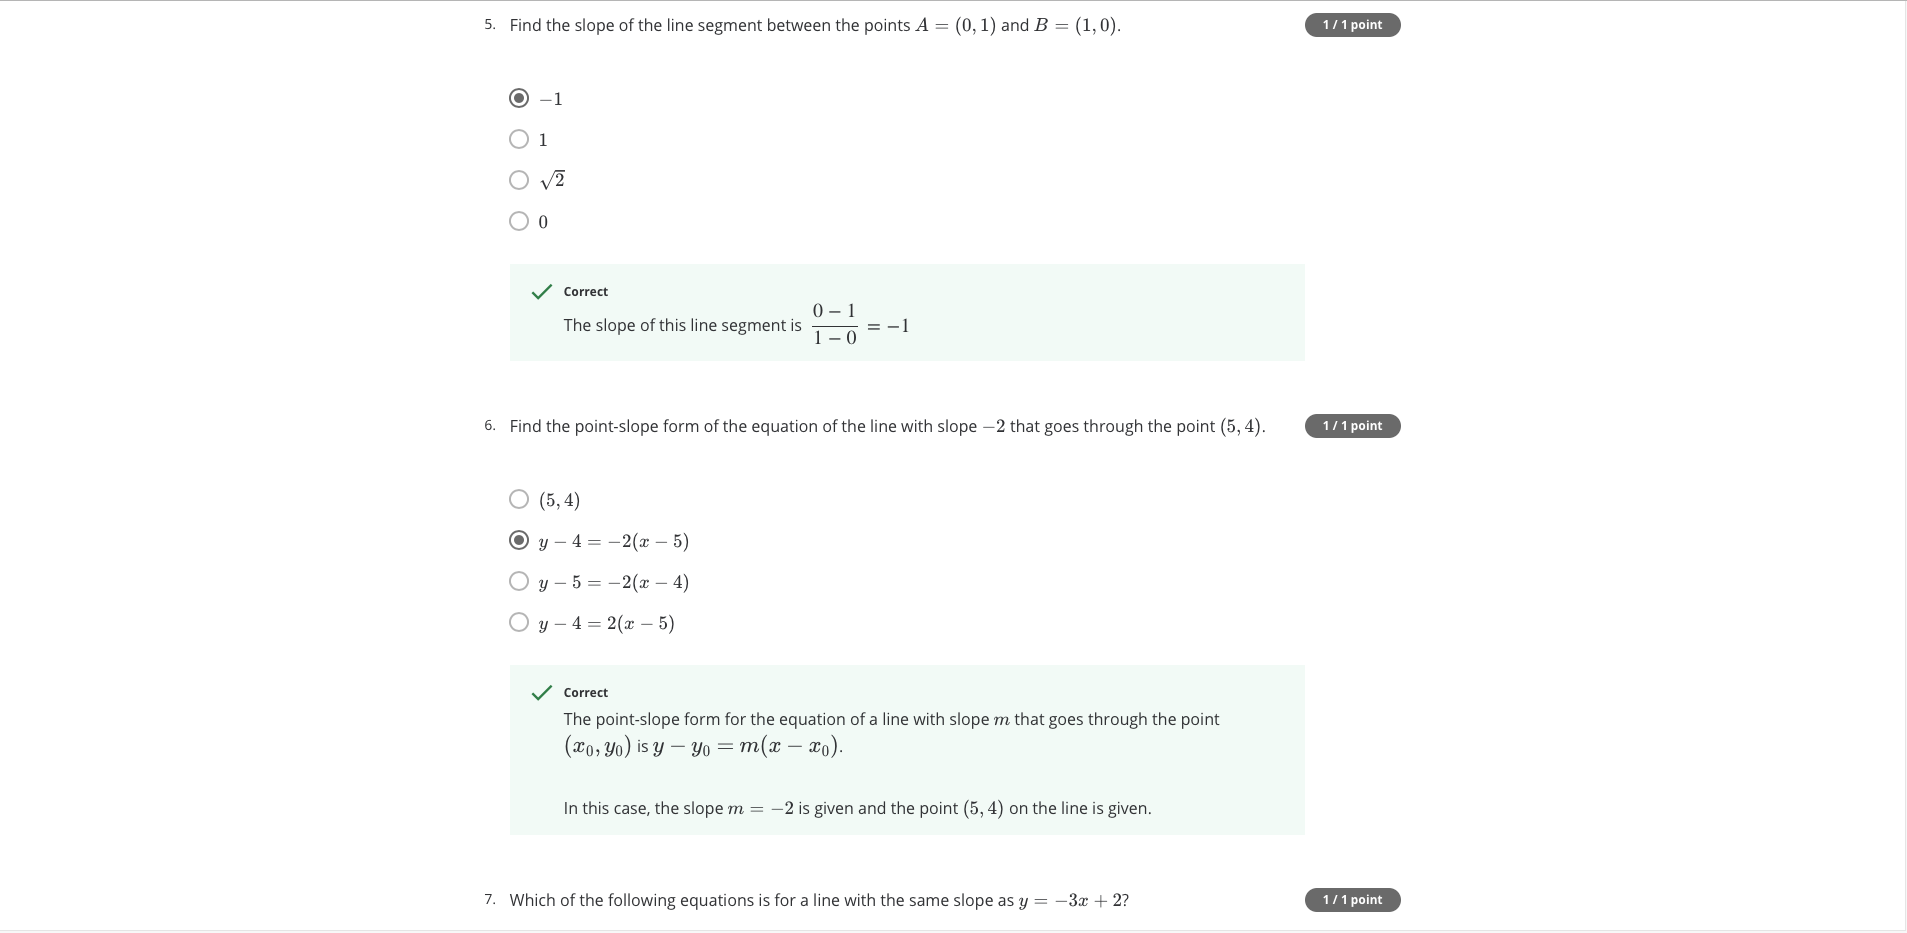 5. Find the slope of the line segment between the points A = (0, 1) and B = (1, 0). 1 / 1 point
−1
1
√2
0
Correct
The slope of this line segment is (0 − 1)/(1 − 0) = −1
6. Find the point-slope form of the equation of the line with slope −2 that goes through the point (5, 4). 1 / 1 point
(5, 4)
y − 4 = −2(x − 5)
y − 5 = −2(x − 4)
y − 4 = 2(x − 5)
Correct
The point-slope form for the equation of a line with slope m that goes through the point
(x₀, y₀) is y − y₀ = m(x − x₀).
In this case, the slope m = −2 is given and the point (5, 4) on the line is given.
7. Which of the following equations is for a line with the same slope as y = −3x + 2? 1 / 1 point